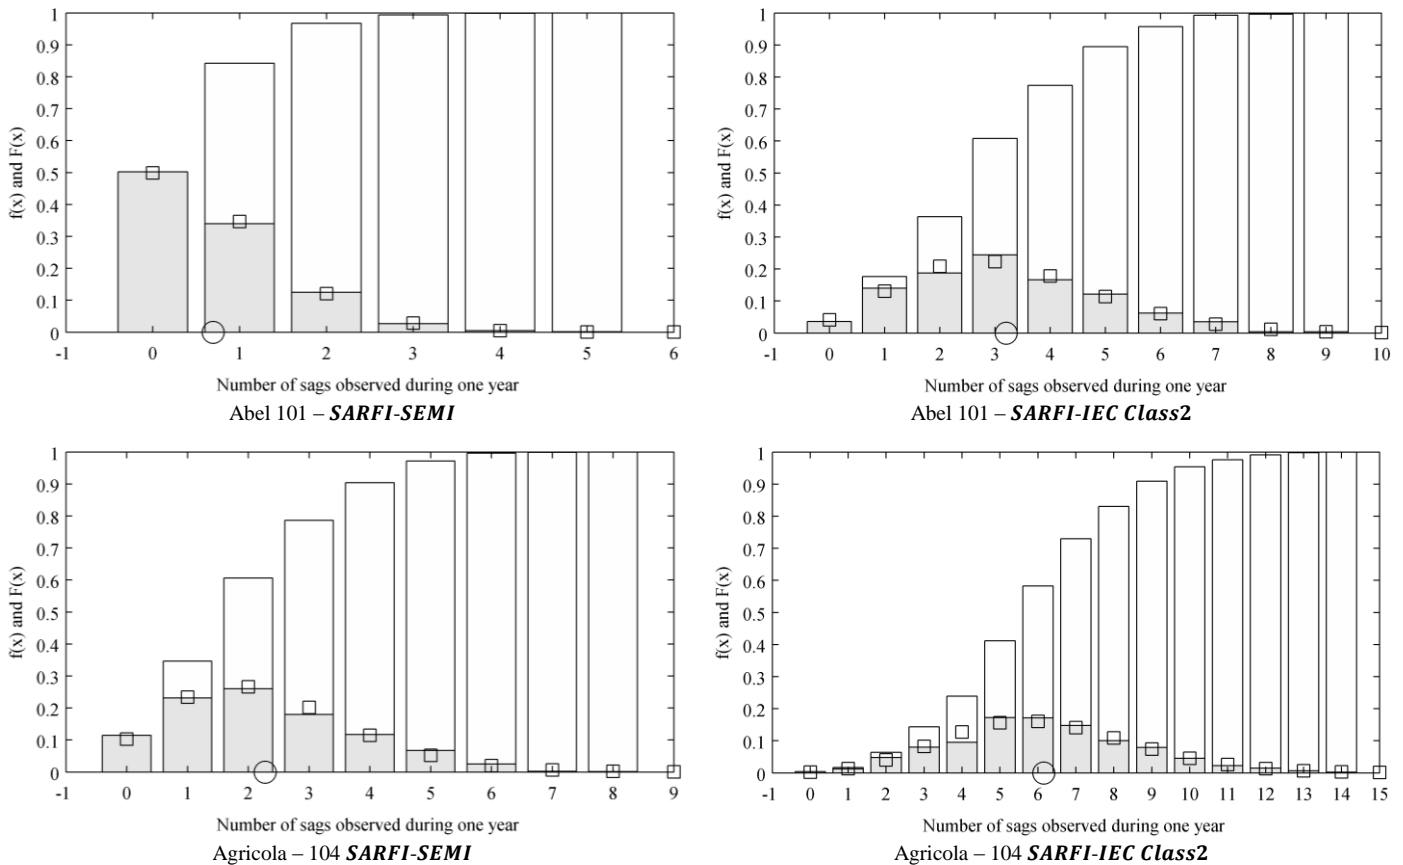 1
0.9
0.8
0.7
0.6
0.5
0.4
0.3
0.2
0.1
0
f(x) and F(x)
-1 0 1 2 3 4 5 6
Number of sags observed during one year
Abel 101 – SARFI-SEMI
1
0.9
0.8
0.7
0.6
0.5
0.4
0.3
0.2
0.1
0
f(x) and F(x)
-1 0 1 2 3 4 5 6 7 8 9 10
Number of sags observed during one year
Abel 101 – SARFI-IEC Class2
1
0.9
0.8
0.7
0.6
0.5
0.4
0.3
0.2
0.1
0
f(x) and F(x)
-1 0 1 2 3 4 5 6 7 8 9
Number of sags observed during one year
Agricola – 104 SARFI-SEMI
1
0.9
0.8
0.7
0.6
0.5
0.4
0.3
0.2
0.1
0
f(x) and F(x)
-1 0 1 2 3 4 5 6 7 8 9 10 11 12 13 14 15
Number of sags observed during one year
Agricola – 104 SARFI-IEC Class2